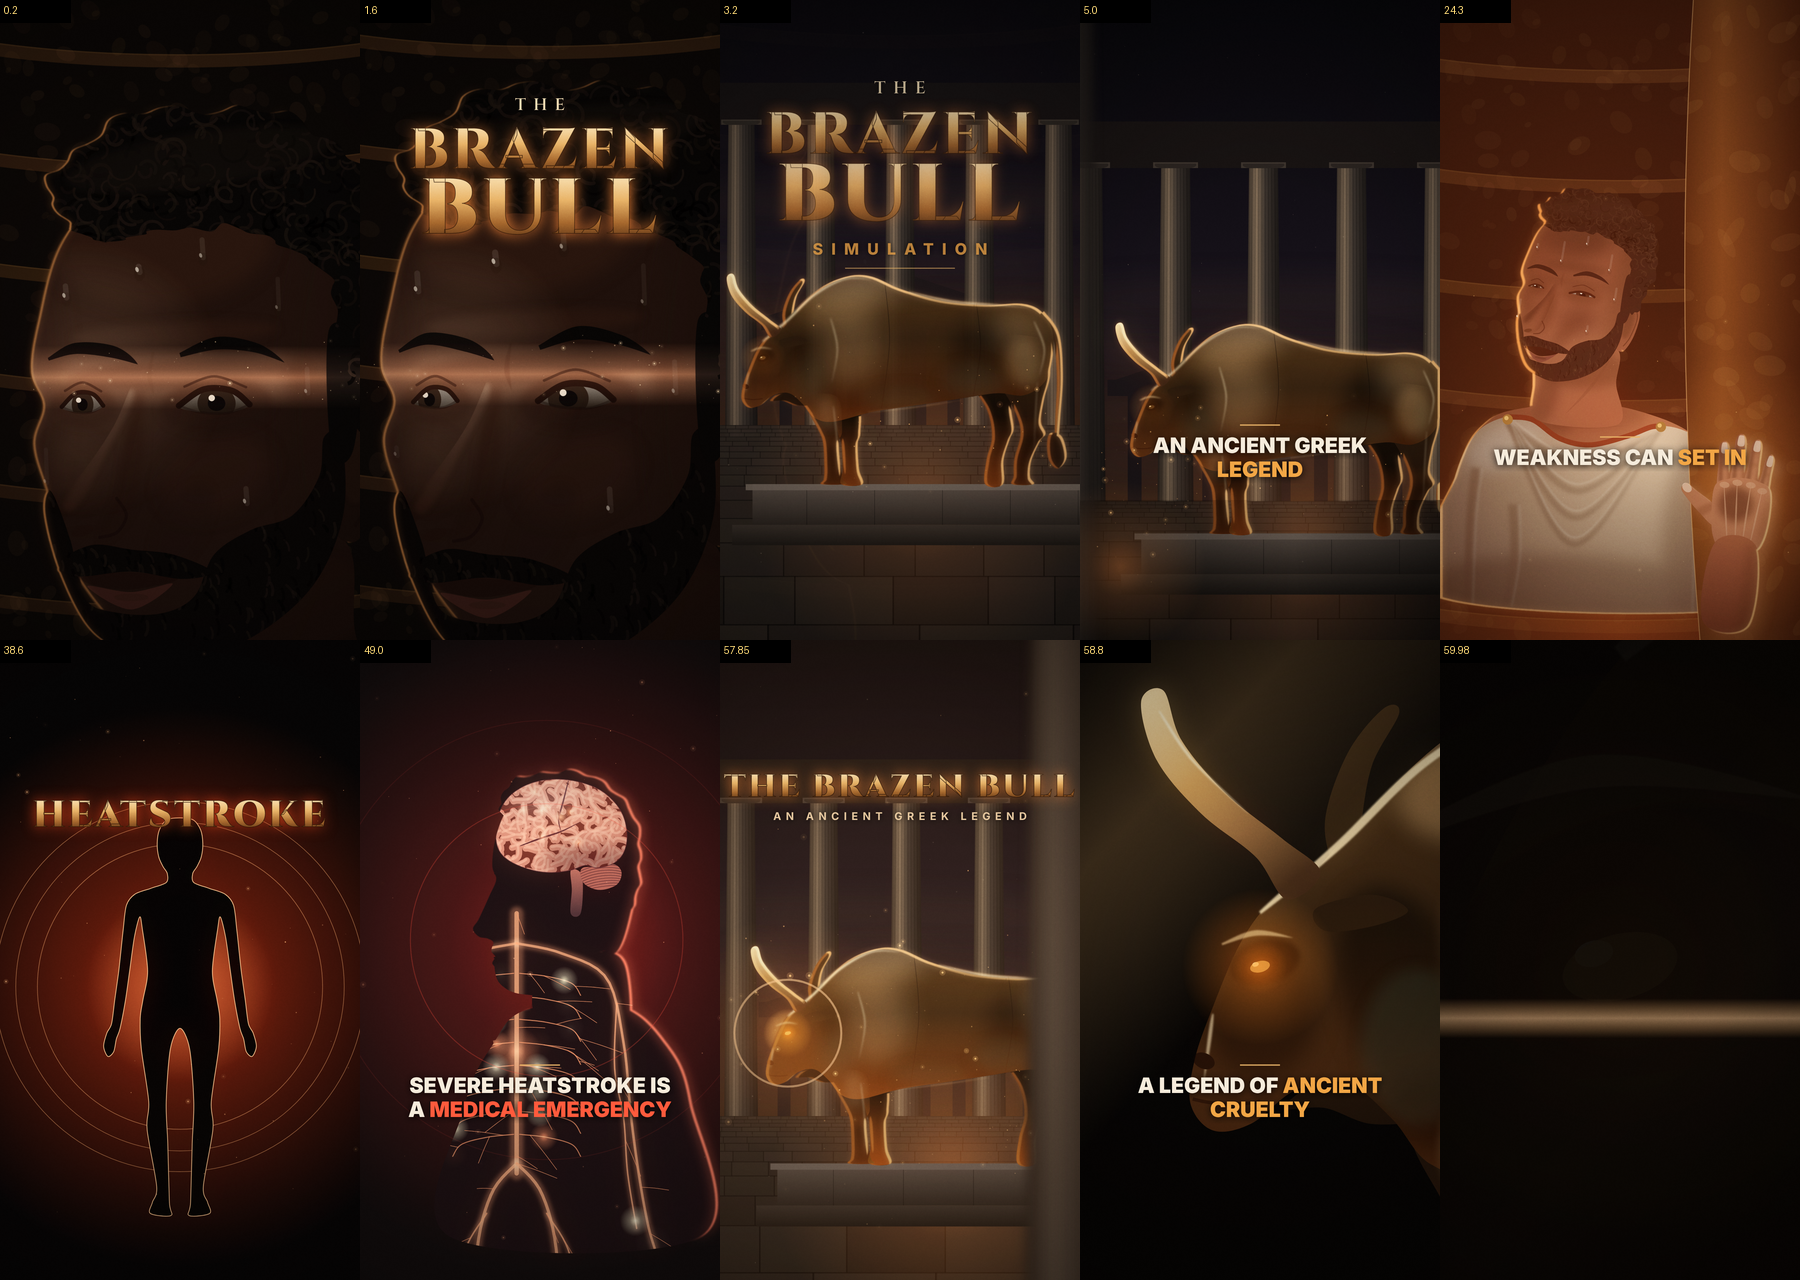 0.2
1.6
THE
BRAZEN
BULL
3.2
THE
BRAZEN
BULL
SIMULATION
5.0
AN ANCIENT GREEK
LEGEND
24.3
WEAKNESS CAN SET IN
38.6
HEATSTROKE
49.0
SEVERE HEATSTROKE IS
A MEDICAL EMERGENCY
57.85
THE BRAZEN BULL
AN ANCIENT GREEK LEGEND
58.8
A LEGEND OF ANCIENT
CRUELTY
59.98